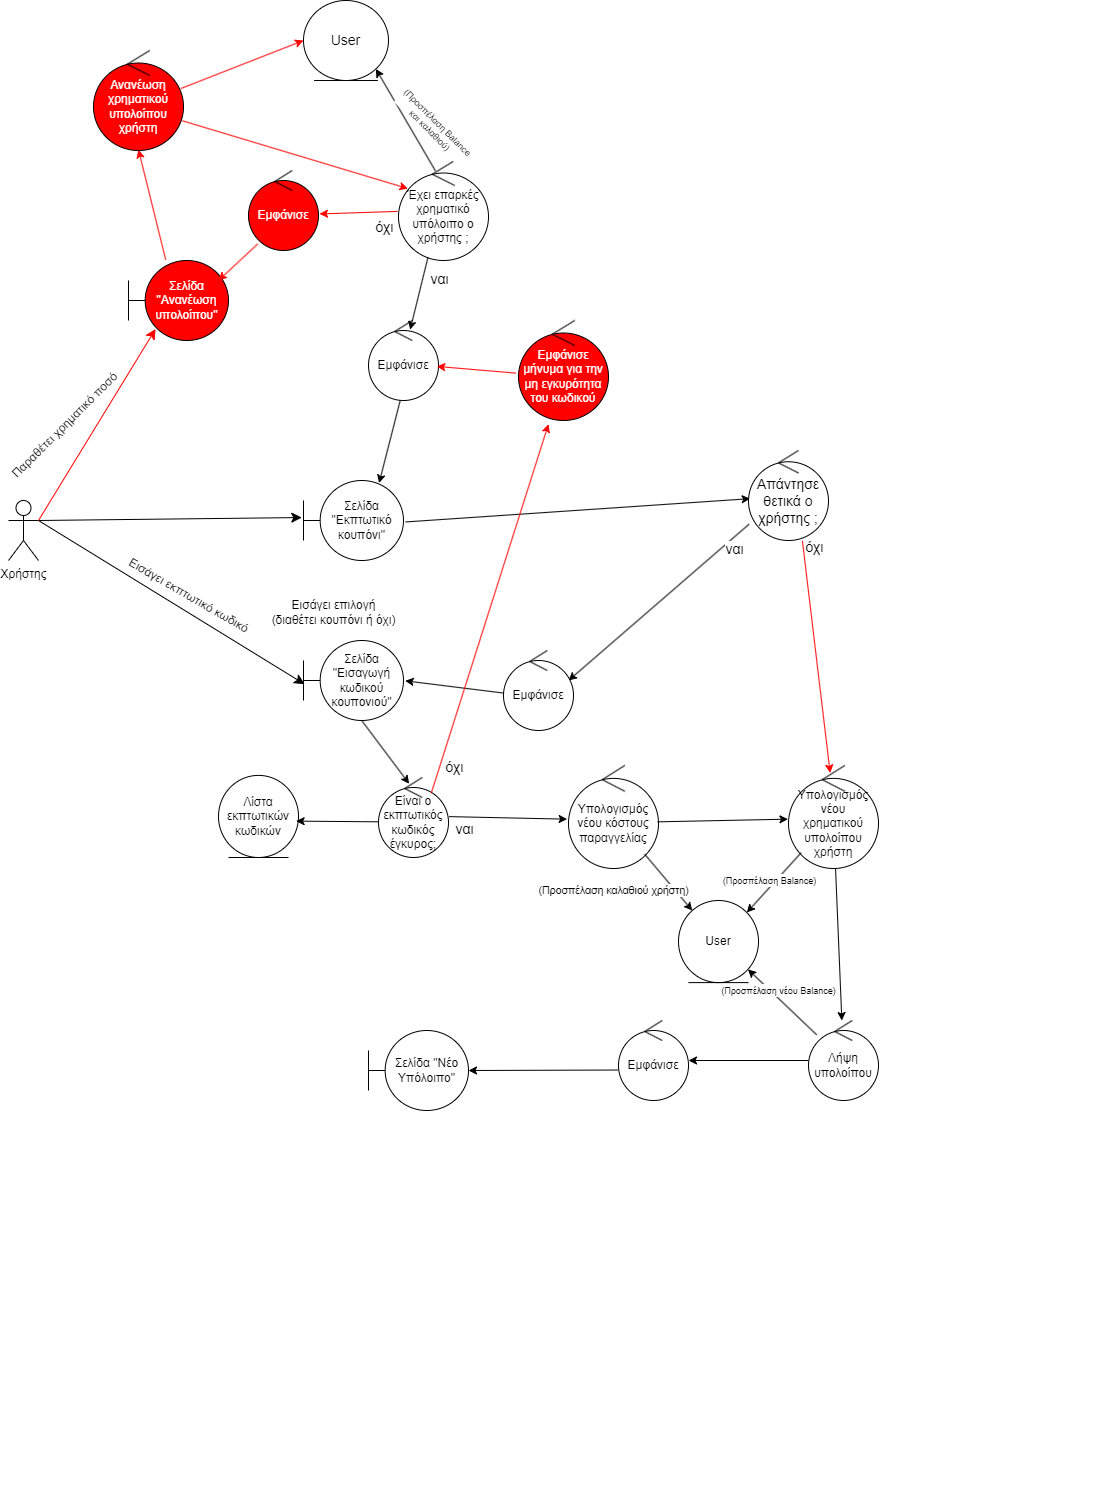 User
Ανανέωση
χρηματικού
υπολοίπου
χρήστη
(Προσπέλαση Balance
και καλαθιού)
Εχει επαρκές
χρηματικό
υπόλοιπο ο
χρήστης ;
Εμφάνισε
όχι
ναι
Σελίδα
"Ανανέωση
υπολοίπου"
Εμφάνισε
Εμφάνισε
μήνυμα για την
μη εγκυρότητα
του κωδικού
Παραθέτει χρηματικό ποσό
Σελίδα
"Εκπτωτικό
κουπόνι"
Απάντησε
θετικά ο
χρήστης ;
ναι
όχι
Χρήστης
Εισάγει εκπτωτικό κωδικό
Εισάγει επιλογή
(διαθέτει κουπόνι ή όχι)
Σελίδα
"Εισαγωγή
κωδικού
κουπονιού"
Εμφάνισε
όχι
Λίστα
εκπτωτικών
κωδικών
Είναι ο
εκπτωτικός
κωδικός
έγκυρος;
ναι
Υπολογισμός
νέου κόστους
παραγγελίας
Υπολογισμός
νέου
χρηματικού
υπολοίπου
χρήστη
(Προσπέλαση καλαθιού χρήστη)
(Προσπέλαση Balance)
User
(Προσπέλαση νέου Balance)
Σελίδα "Νέο
Υπόλοιπο"
Εμφάνισε
Λήψη
υπολοίπου